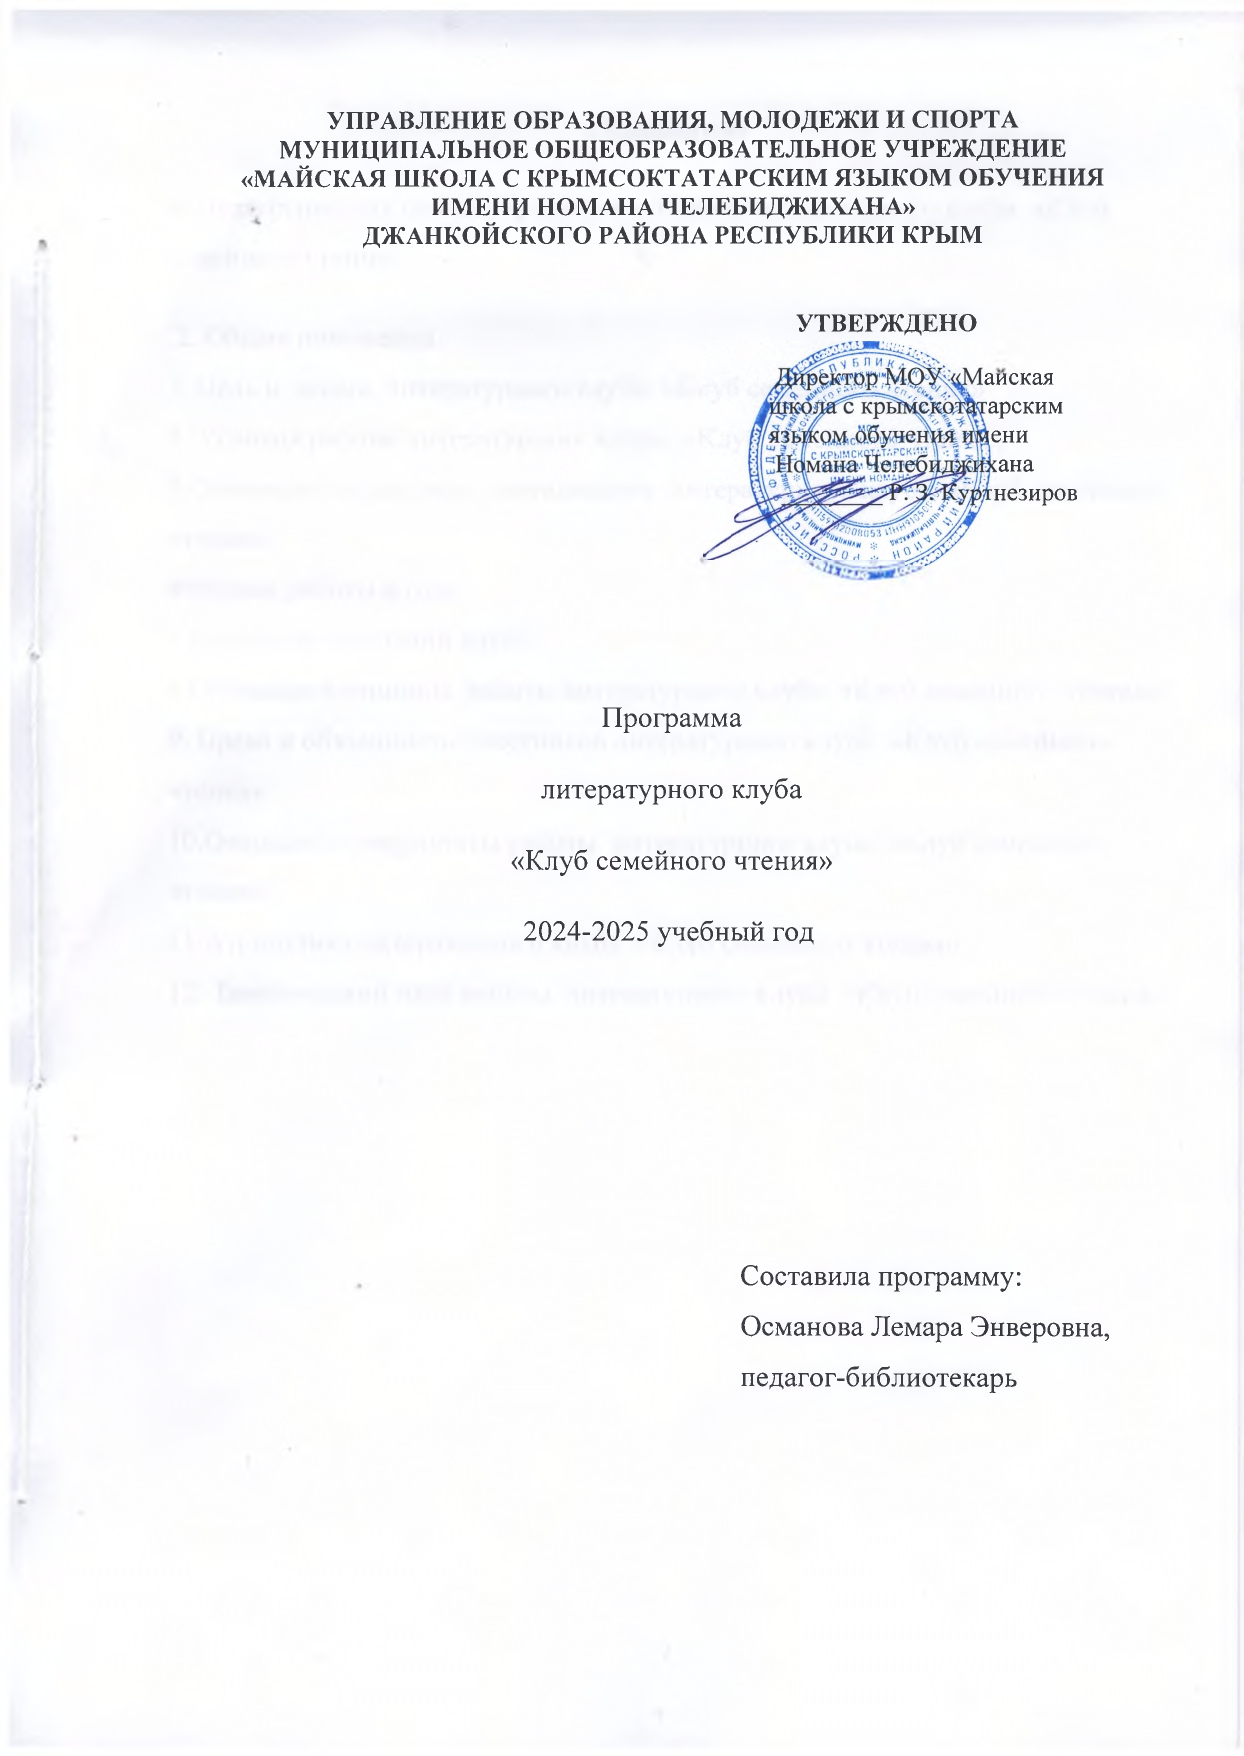 УПРАВЛЕНИЕ ОБРАЗОВАНИЯ, МОЛОДЕЖИ И СПОРТА
МУНИЦИПАЛЬНОЕ ОБЩЕОБРАЗОВАТЕЛЬНОЕ УЧРЕЖДЕНИЕ
«МАЙСКАЯ ШКОЛА С КРЫМСОКТАТАРСКИМ ЯЗЫКОМ ОБУЧЕНИЯ
ИМЕНИ НОМАНА ЧЕЛЕБИДЖИХАНА»
ДЖАНКОЙСКОГО РАЙОНА РЕСПУБЛИКИ КРЫМ
УТВЕРЖДЕНО
Директор МОУ «Майская
школа с крымскотатарским
языком обучения имени
Номана Челебиджихана
________ Р. З. Куртнезиров
Программа
литературного клуба
«Клуб семейного чтения»
2024-2025 учебный год
Составила программу:
Османова Лемара Энверовна,
педагог-библиотекарь